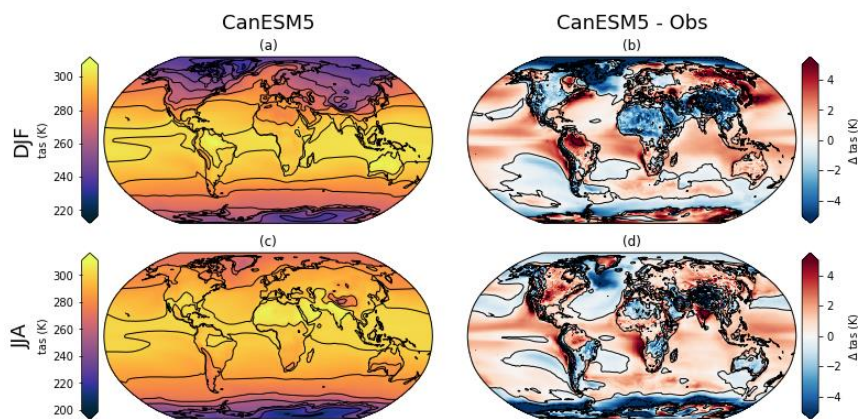 CanESM5
CanESM5 - Obs
(a)
(b)
DJF
tas (K)
300
280
260
240
220
Δ tas (K)
4
2
0
−2
−4
(c)
(d)
JJA
tas (K)
300
280
260
240
220
200
Δ tas (K)
4
2
0
−2
−4